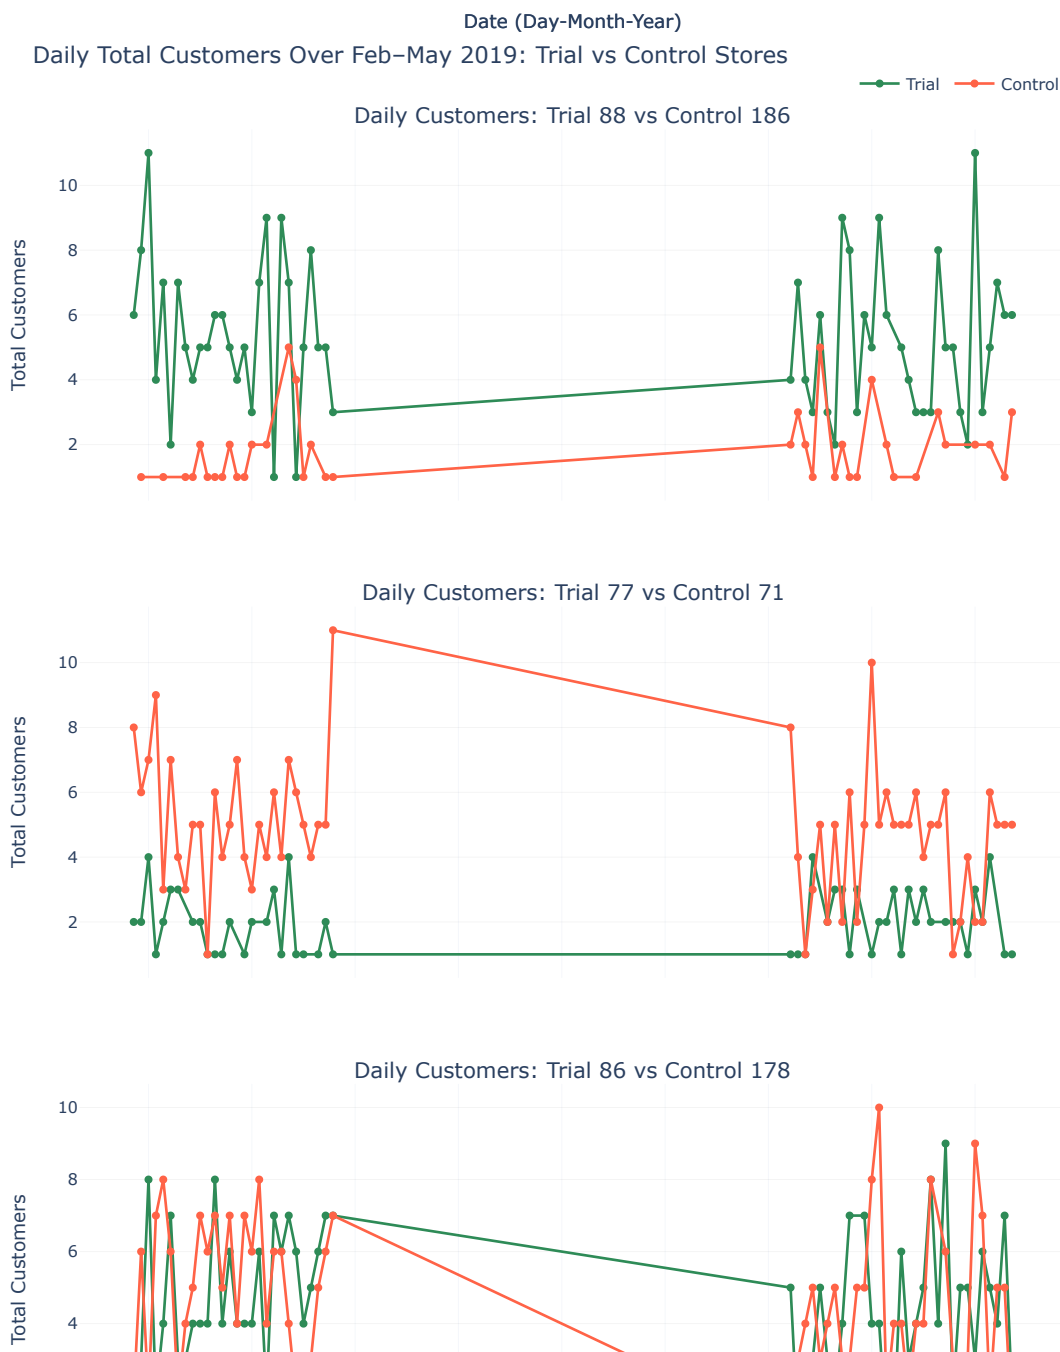 Date (Day-Month-Year)
Daily Total Customers Over Feb–May 2019: Trial vs Control Stores
Trial
Control
Daily Customers: Trial 88 vs Control 186
Total Customers
10
8
6
4
2
Daily Customers: Trial 77 vs Control 71
Total Customers
10
8
6
4
2
Daily Customers: Trial 86 vs Control 178
Total Customers
10
8
6
4